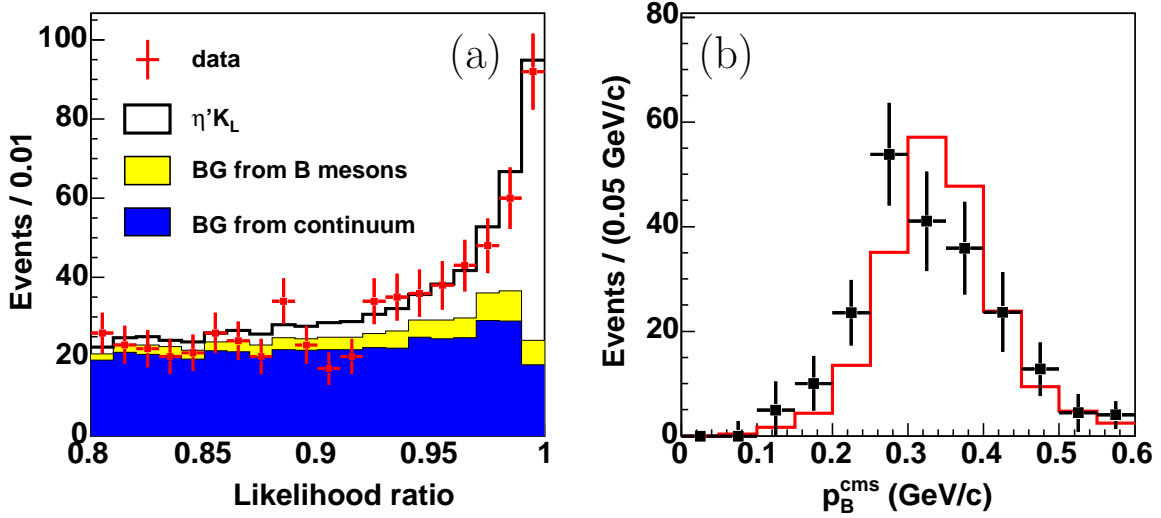 (a)
data
η'K_L
BG from B mesons
BG from continuum
Events / 0.01
100
80
60
40
20
0
0.8 0.85 0.9 0.95 1
Likelihood ratio
(b)
Events / (0.05 GeV/c)
80
60
40
20
0
0 0.1 0.2 0.3 0.4 0.5 0.6
p_B^cms (GeV/c)